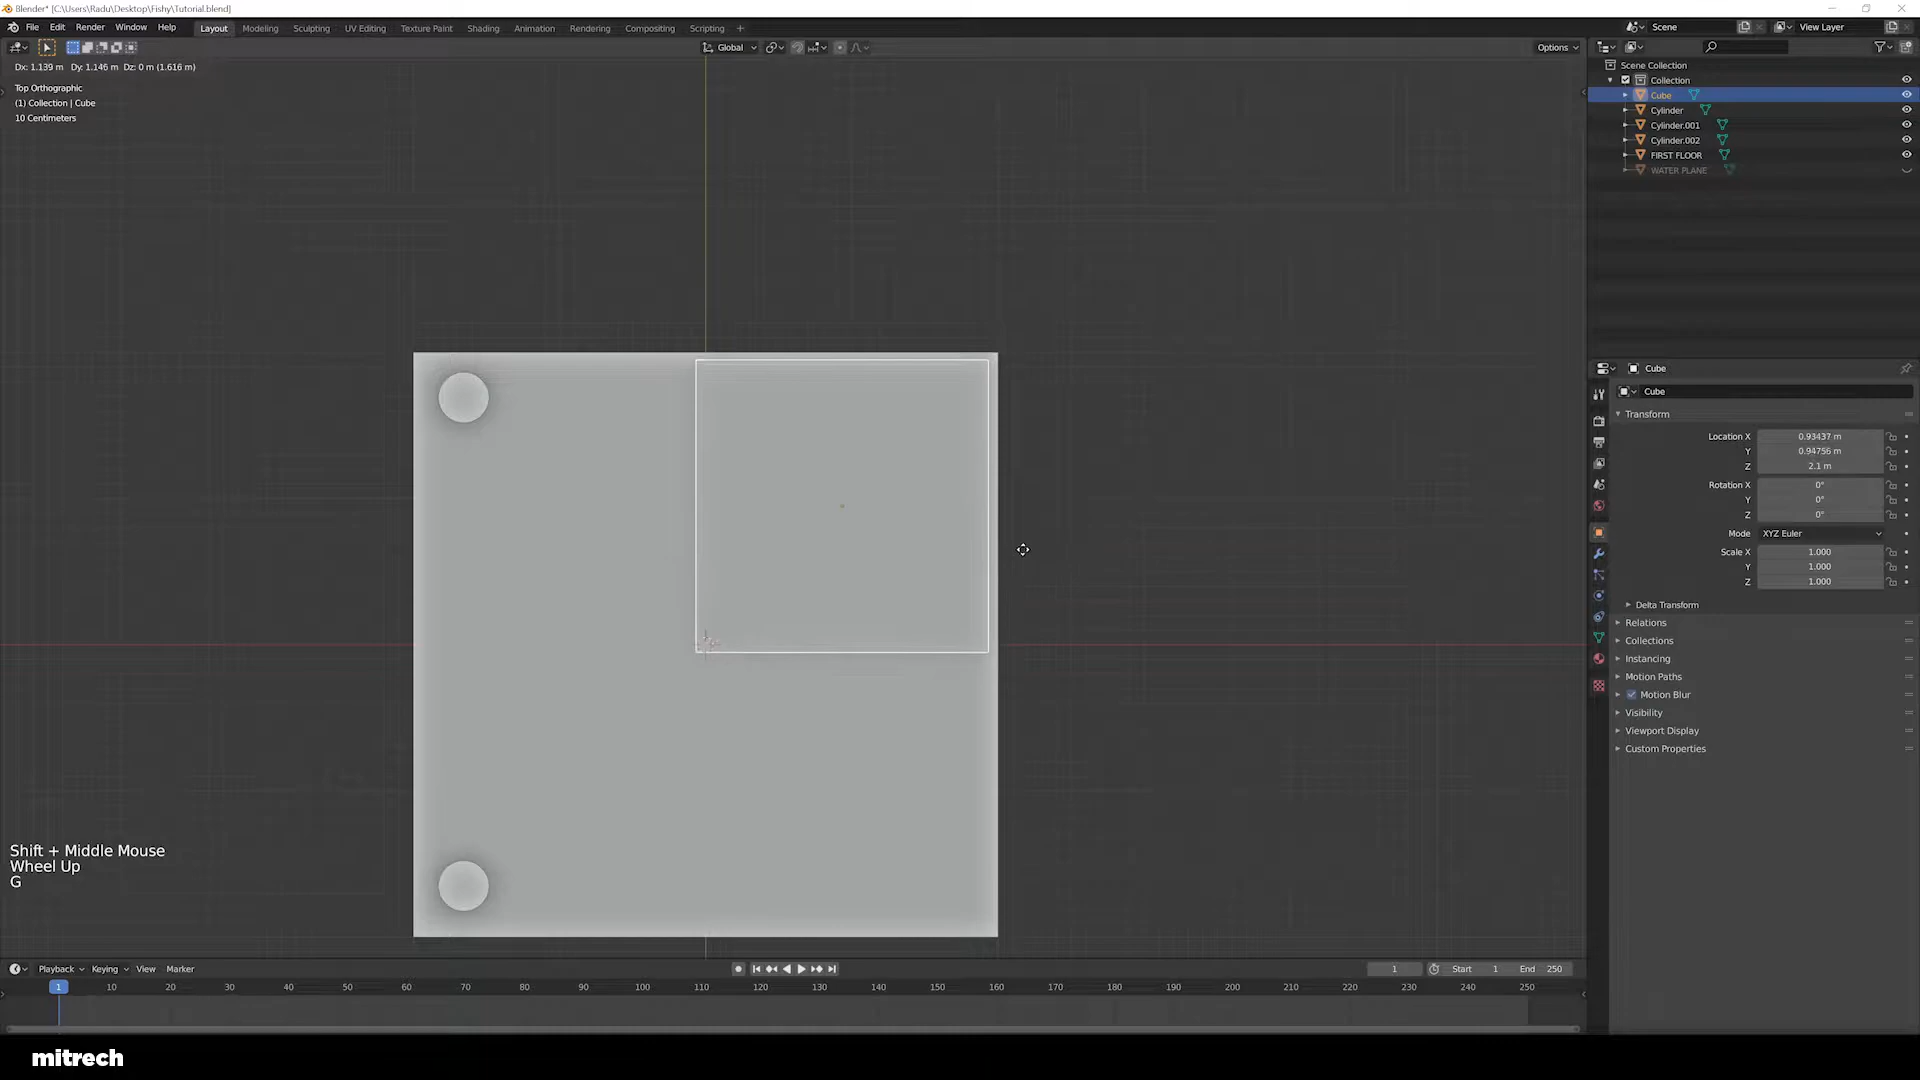 Blender* [C:\Users\Radu\Desktop\Fishy\Tutorial.blend]
File Edit Render Window Help
Layout Modeling Sculpting UV Editing Texture Paint Shading Animation Rendering Compositing Scripting +
Scene
View Layer
Global
Options
Dx: 1.139 m Dy: 1.146 m Dz: 0 m (1.616 m)
Top Orthographic
(1) Collection | Cube
10 Centimeters
Scene Collection
Collection
Cube
Cylinder
Cylinder.001
Cylinder.002
FIRST FLOOR
WATER PLANE
Cube
Cube
Transform
Location X 0.93437 m
Y 0.94756 m
Z 2.1 m
Rotation X 0°
Y 0°
Z 0°
Mode XYZ Euler
Scale X 1.000
Y 1.000
Z 1.000
Delta Transform
Relations
Collections
Instancing
Motion Paths
Motion Blur
Visibility
Viewport Display
Custom Properties
Shift + Middle Mouse
Wheel Up
G
Playback Keying View Marker
1 Start 1 End 250
1 10 20 30 40 50 60 70 80 90 100 110 120 130 140 150 160 170 180 190 200 210 220 230 240 250
mitrech